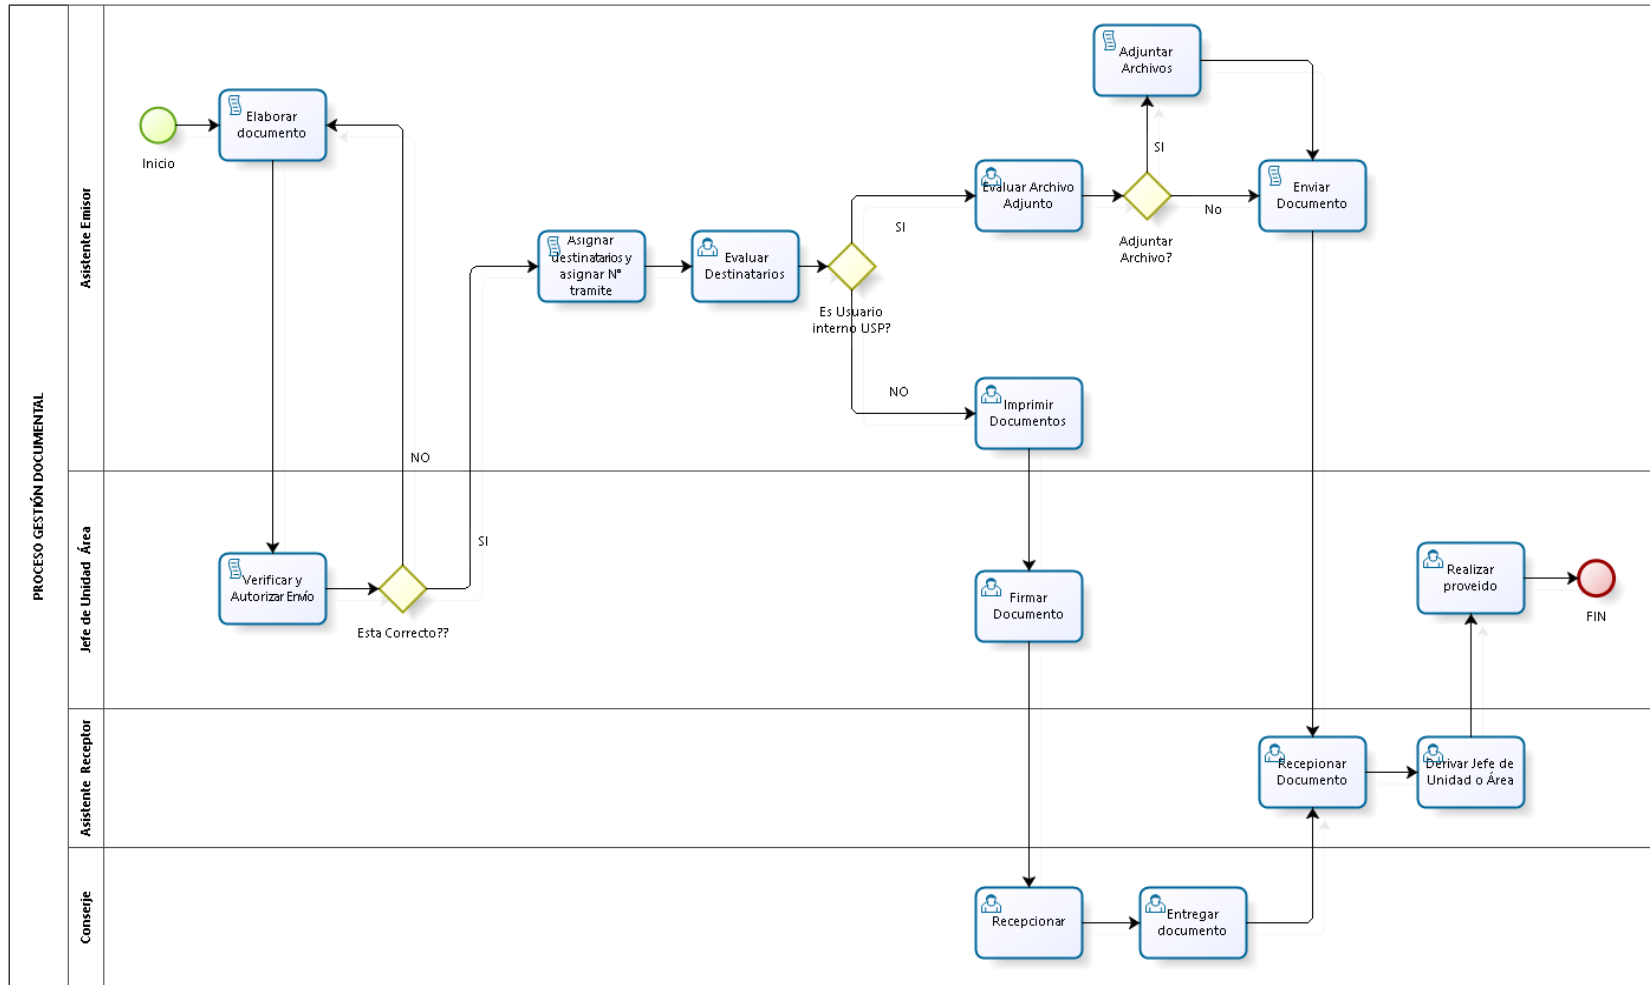 PROCESO GESTIÓN DOCUMENTAL
Asistente Emisor
Inicio
Elaborar
documento
NO
SI
Asignar
destinatarios y
asignar N°
tramite
Evaluar
Destinatarios
Es Usuario
interno USP?
SI
NO
Evaluar Archivo
Adjunto
Adjuntar
Archivo?
SI
No
Adjuntar
Archivos
Enviar
Documento
Imprimir
Documentos
Jefe de Unidad Área
Verificar y
Autorizar Envío
Esta Correcto??
Firmar
Documento
Realizar
proveido
FIN
Asistente Receptor
Recepionar
Documento
Derivar Jefe de
Unidad o Área
Conserje
Recepcionar
Entregar
documento